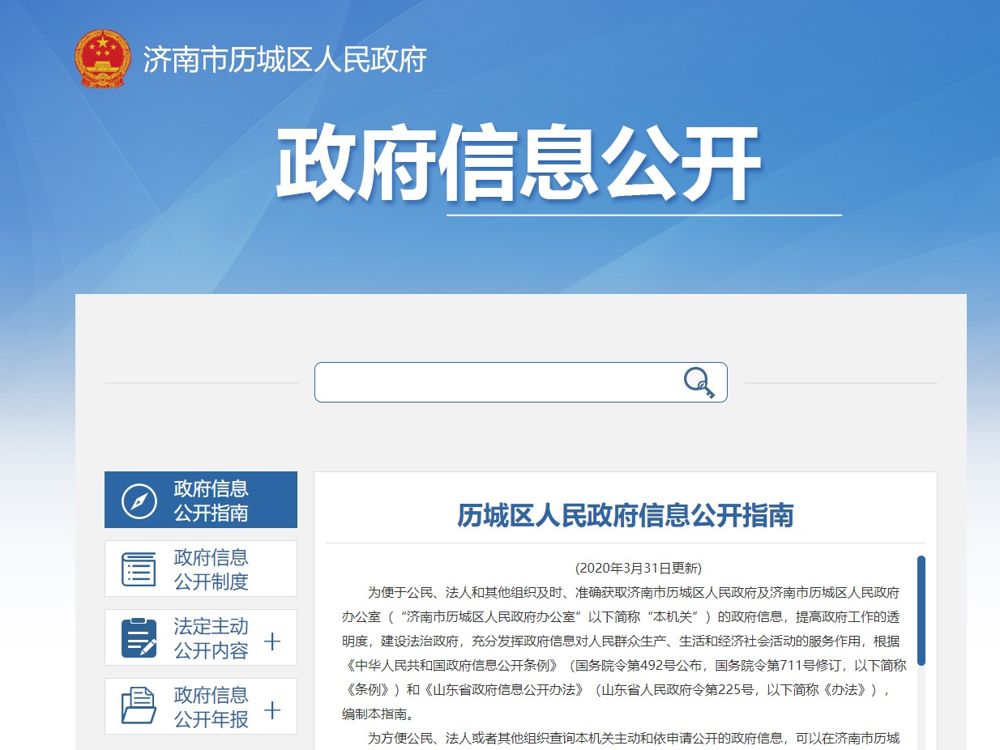 济南市历城区人民政府
政府信息公开
政府信息
公开指南
政府信息
公开制度
法定主动
公开内容
政府信息
公开年报
历城区人民政府信息公开指南
(2020年3月31日更新)
为便于公民、法人和其他组织及时、准确获取济南市历城区人民政府及济南市历城区人民政府
办公室（“济南市历城区人民政府办公室”以下简称“本机关”）的政府信息，提高政府工作的透
明度，建设法治政府，充分发挥政府信息对人民群众生产、生活和经济社会活动的服务作用，根据
《中华人民共和国政府信息公开条例》（国务院令第492号公布，国务院令第711号修订，以下简称
《条例》）和《山东省政府信息公开办法》（山东省人民政府令第225号，以下简称《办法》），
编制本指南。
为方便公民、法人或者其他组织查询本机关主动和依申请公开的政府信息，可以在济南市历城